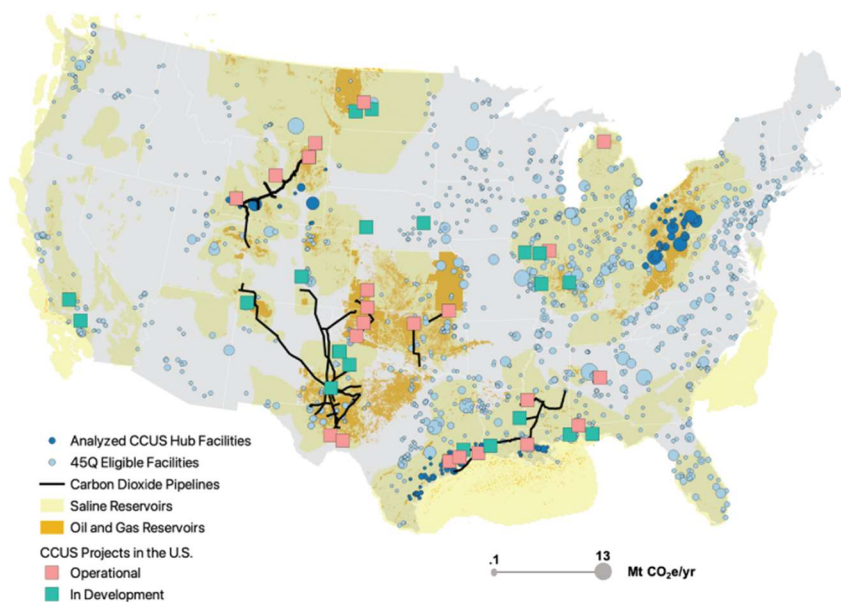 Analyzed CCUS Hub Facilities
45Q Eligible Facilities
Carbon Dioxide Pipelines
Saline Reservoirs
Oil and Gas Reservoirs
CCUS Projects in the U.S.
Operational
In Development
.1
13
Mt CO₂e/yr